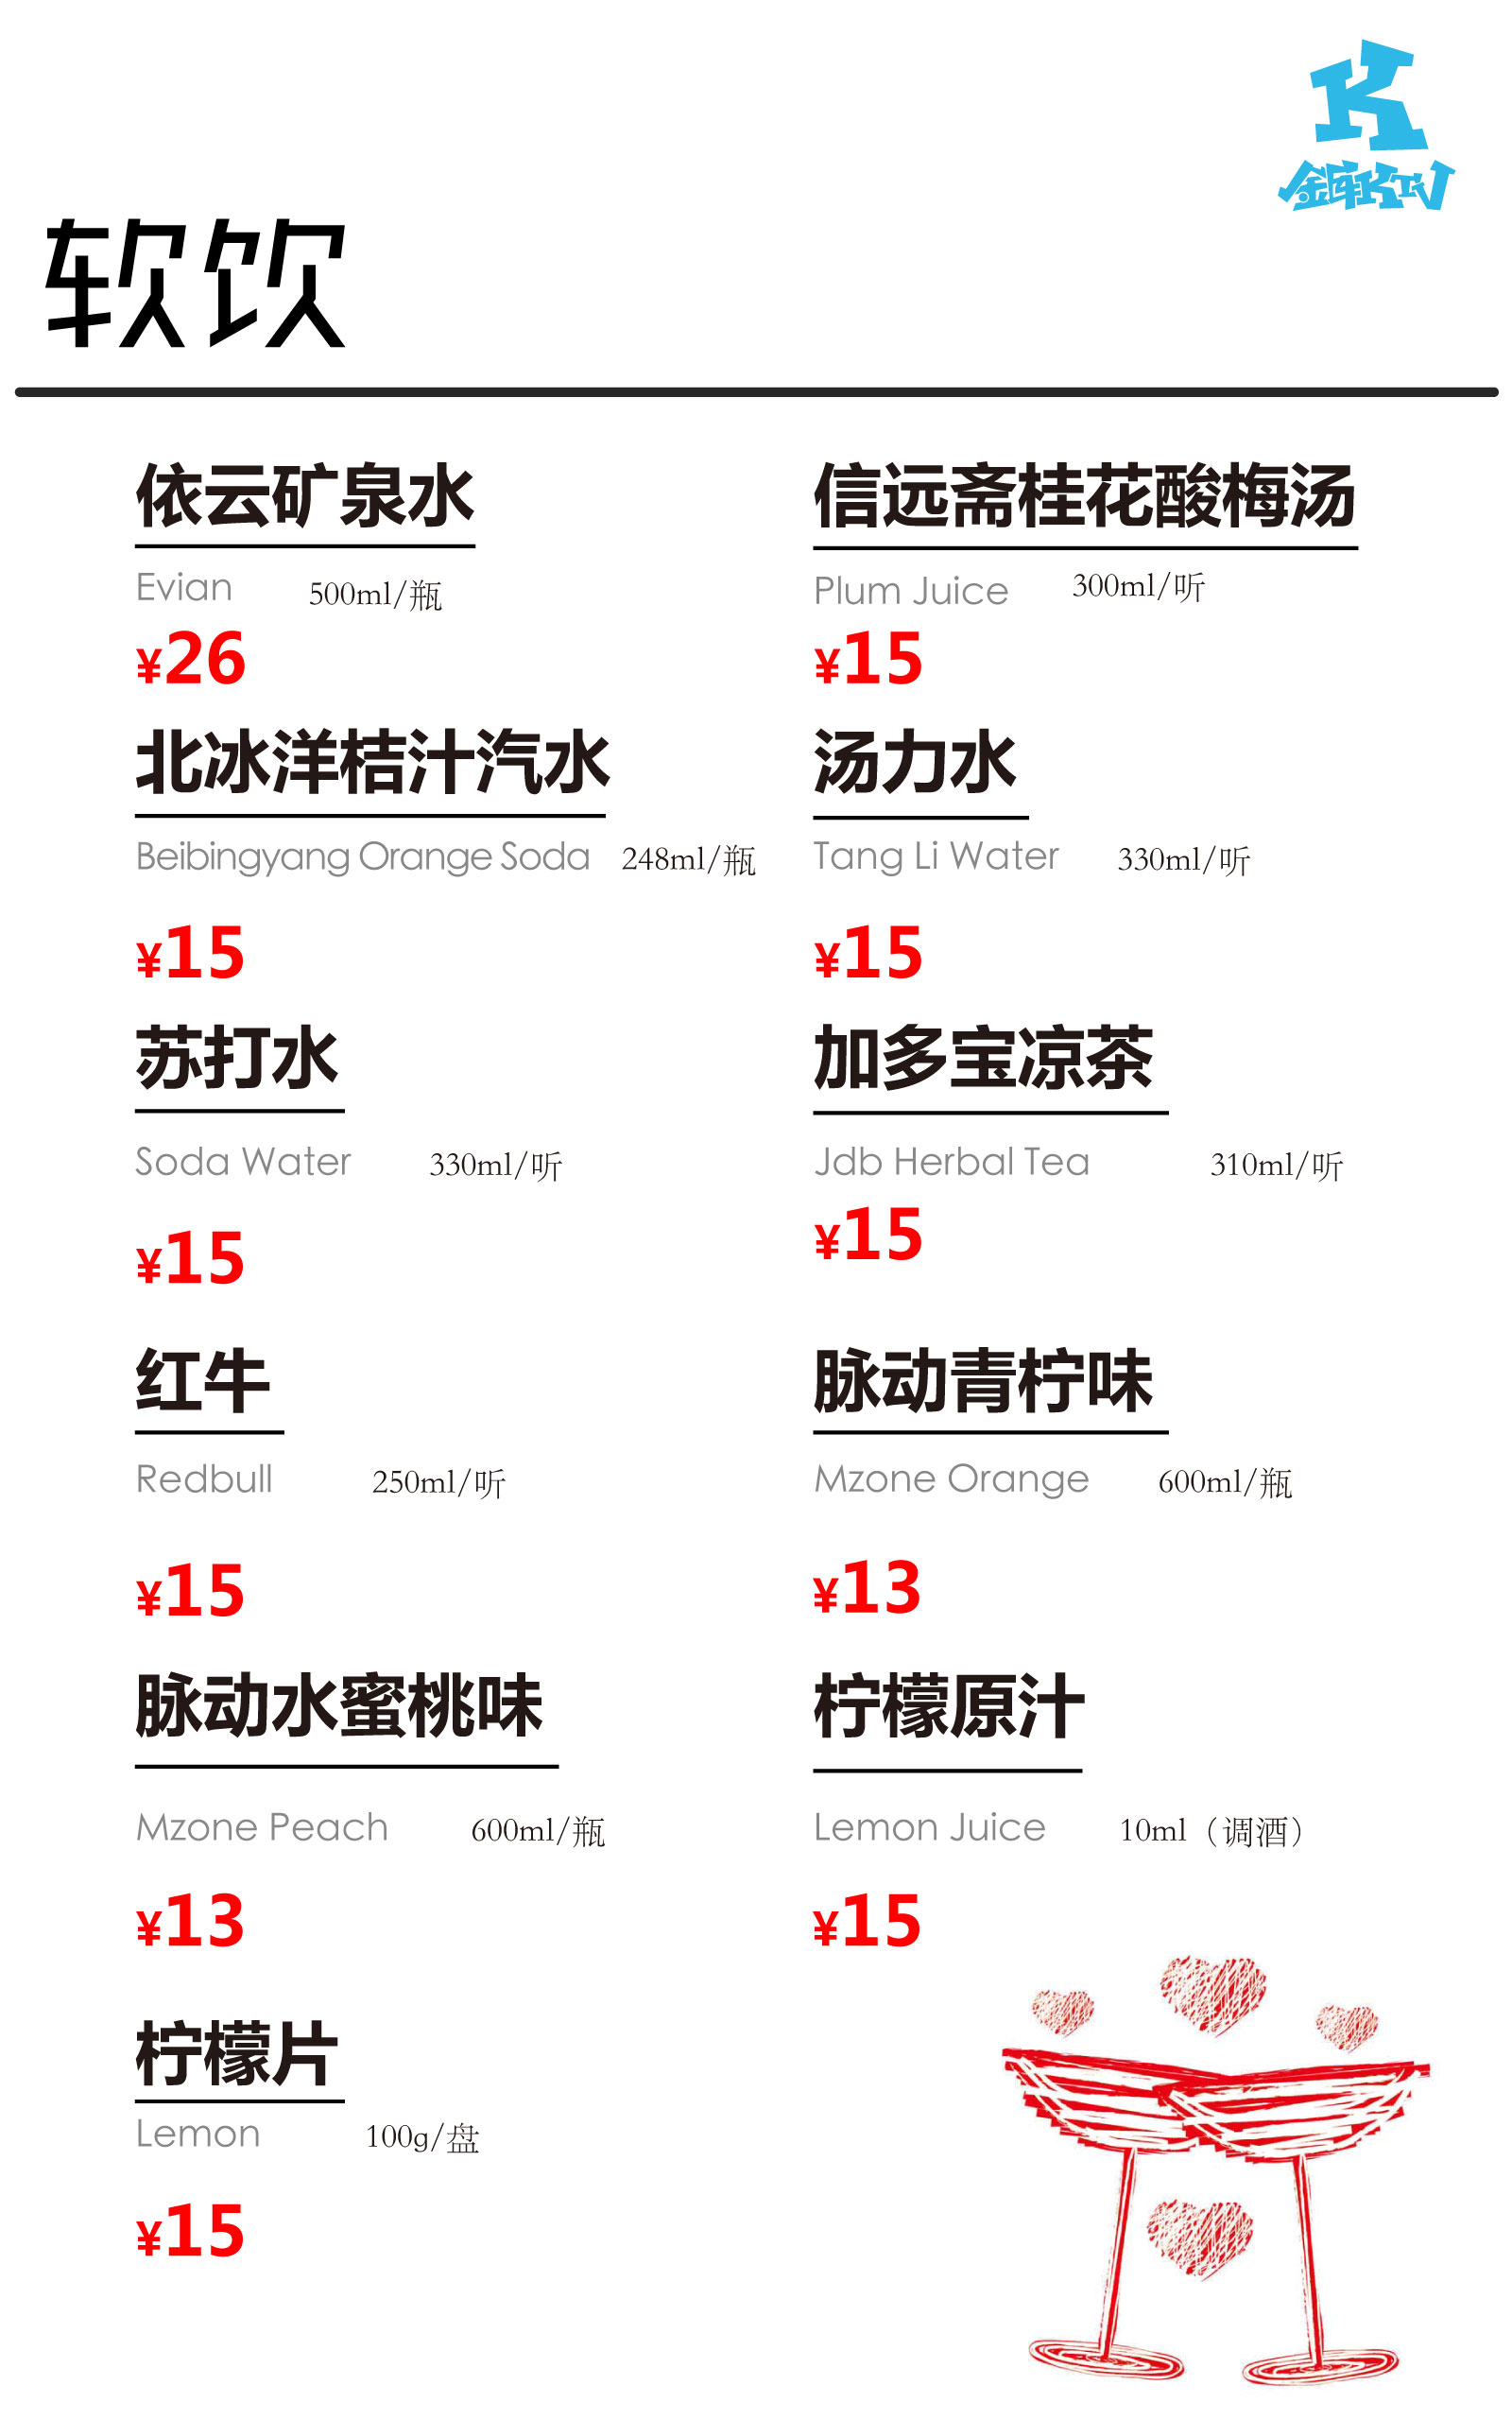 K
金库KTV
软饮
依云矿泉水
Evian 500ml/瓶
¥26
信远斋桂花酸梅汤
Plum Juice 300ml/听
¥15
北冰洋桔汁汽水
Beibingyang Orange Soda 248ml/瓶
¥15
汤力水
Tang Li Water 330ml/听
¥15
苏打水
Soda Water 330ml/听
¥15
加多宝凉茶
Jdb Herbal Tea 310ml/听
¥15
红牛
Redbull 250ml/听
¥15
脉动青柠味
Mzone Orange 600ml/瓶
¥13
脉动水蜜桃味
Mzone Peach 600ml/瓶
¥13
柠檬原汁
Lemon Juice 10ml（调酒）
¥15
柠檬片
Lemon 100g/盘
¥15